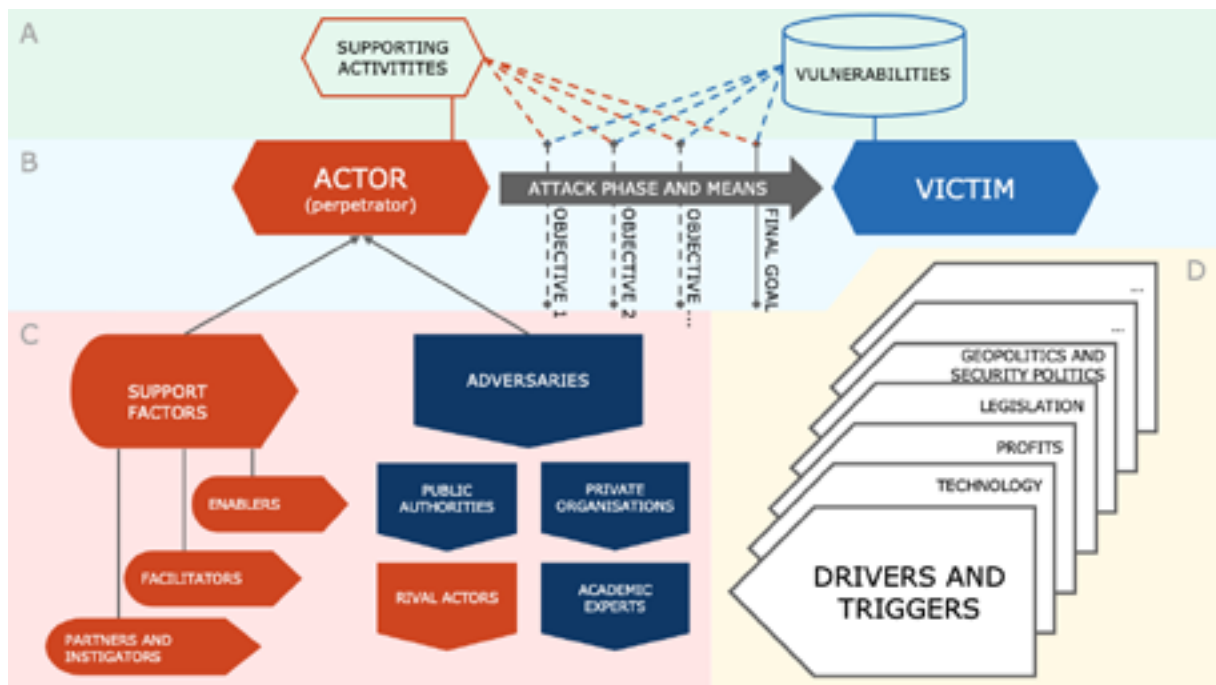 A
SUPPORTING
ACTIVITITES
VULNERABILITIES
B
ACTOR
(perpetrator)
ATTACK PHASE AND MEANS
VICTIM
OBJECTIVE 1
OBJECTIVE 2
OBJECTIVE ...
FINAL GOAL
C
SUPPORT
FACTORS
ENABLERS
FACILITATORS
PARTNERS AND
INSTIGATORS
ADVERSARIES
PUBLIC
AUTHORITIES
PRIVATE
ORGANISATIONS
RIVAL ACTORS
ACADEMIC
EXPERTS
D
...
...
GEOPOLITICS AND
SECURITY POLITICS
LEGISLATION
PROFITS
TECHNOLOGY
DRIVERS AND
TRIGGERS